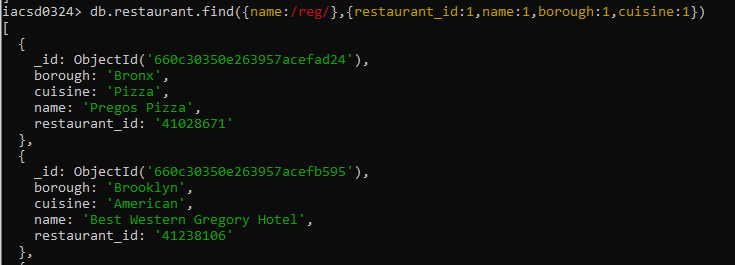 iacsd0324> db.restaurant.find({name:/reg/},{restaurant_id:1,name:1,borough:1,cuisine:1})
[
  {
    _id: ObjectId('660c30350e263957acefad24'),
    borough: 'Bronx',
    cuisine: 'Pizza',
    name: 'Pregos Pizza',
    restaurant_id: '41028671'
  },
  {
    _id: ObjectId('660c30350e263957acefb595'),
    borough: 'Brooklyn',
    cuisine: 'American',
    name: 'Best Western Gregory Hotel',
    restaurant_id: '41238106'
  },